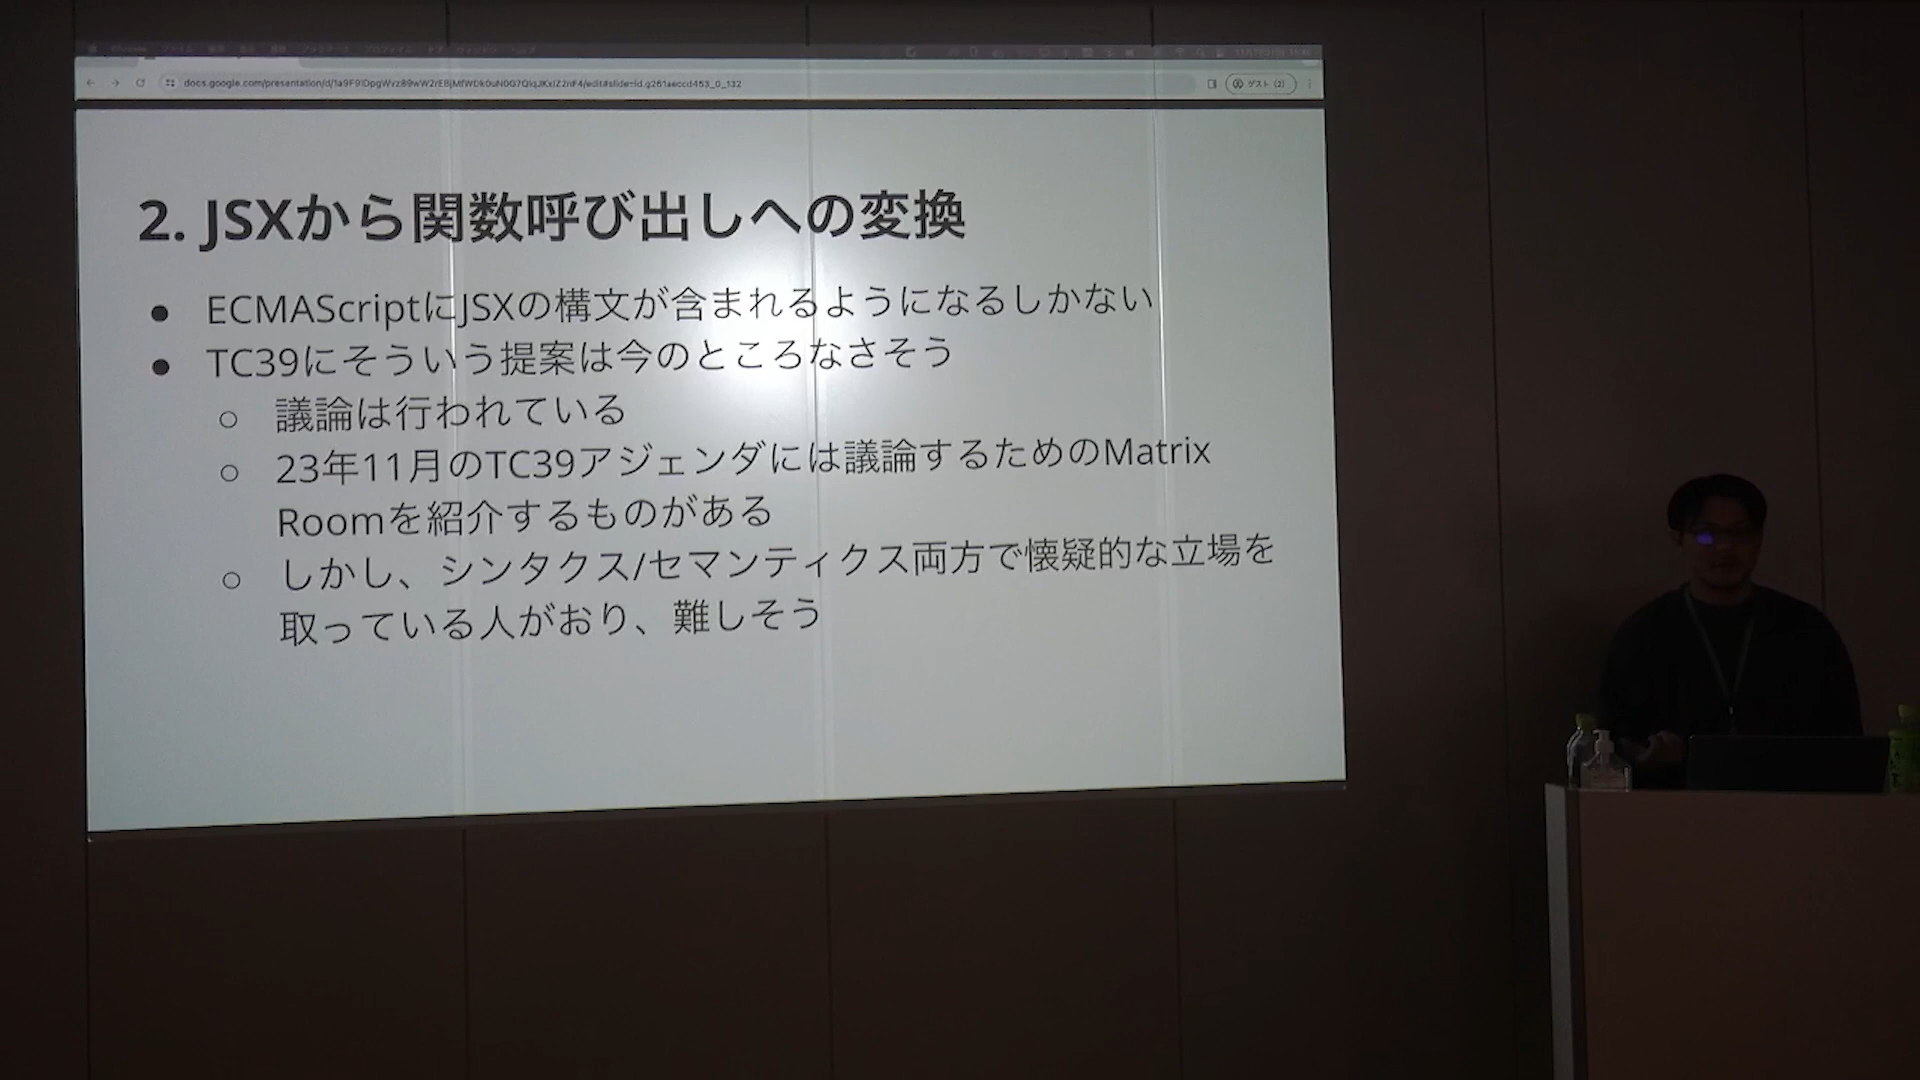 2. JSXから関数呼び出しへの変換
● ECMAScriptにJSXの構文が含まれるようになるしかない
● TC39にそういう提案は今のところなさそう
○ 議論は行われている
○ 23年11月のTC39アジェンダには議論するためのMatrix
Roomを紹介するものがある
○ しかし、シンタクス/セマンティクス両方で懐疑的な立場を
取っている人がおり、難しそう
ゲスト (2)